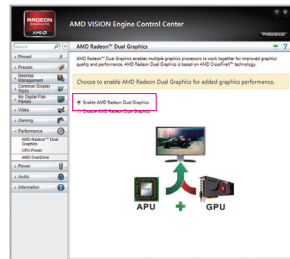 RADEON
GRAPHICS
AMD
AMD VISION Engine Control Center
Preferences
Search
AMD Radeon™ Dual Graphics
Pinned
Presets
Desktop
Management
Common Display
Tasks
My Digital Flat-
Panels
Video
Gaming
Performance
AMD Radeon™ Dual
Graphics
CPU Power
AMD OverDrive
Power
Audio
Information
AMD Radeon™ Dual Graphics enables multiple graphics processors to work together for improved graphics
quality and performance. AMD Radeon Dual Graphics is based on AMD CrossFireX™ technology.
Choose to enable AMD Radeon Dual Graphics for added graphics performance.
Enable AMD Radeon Dual Graphics
Disable AMD Radeon Dual Graphics
APU + GPU